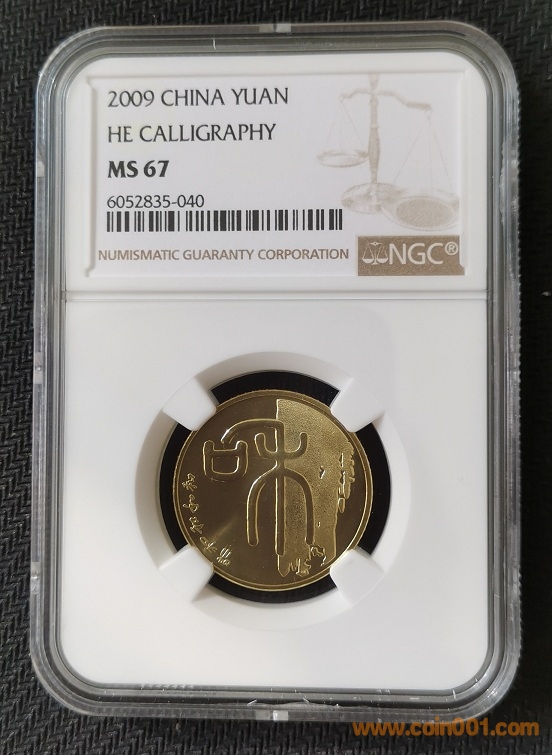 2009 CHINA YUAN
HE CALLIGRAPHY
MS 67
6052835-040
NUMISMATIC GUARANTY CORPORATION
NGC®
www.coin001.com